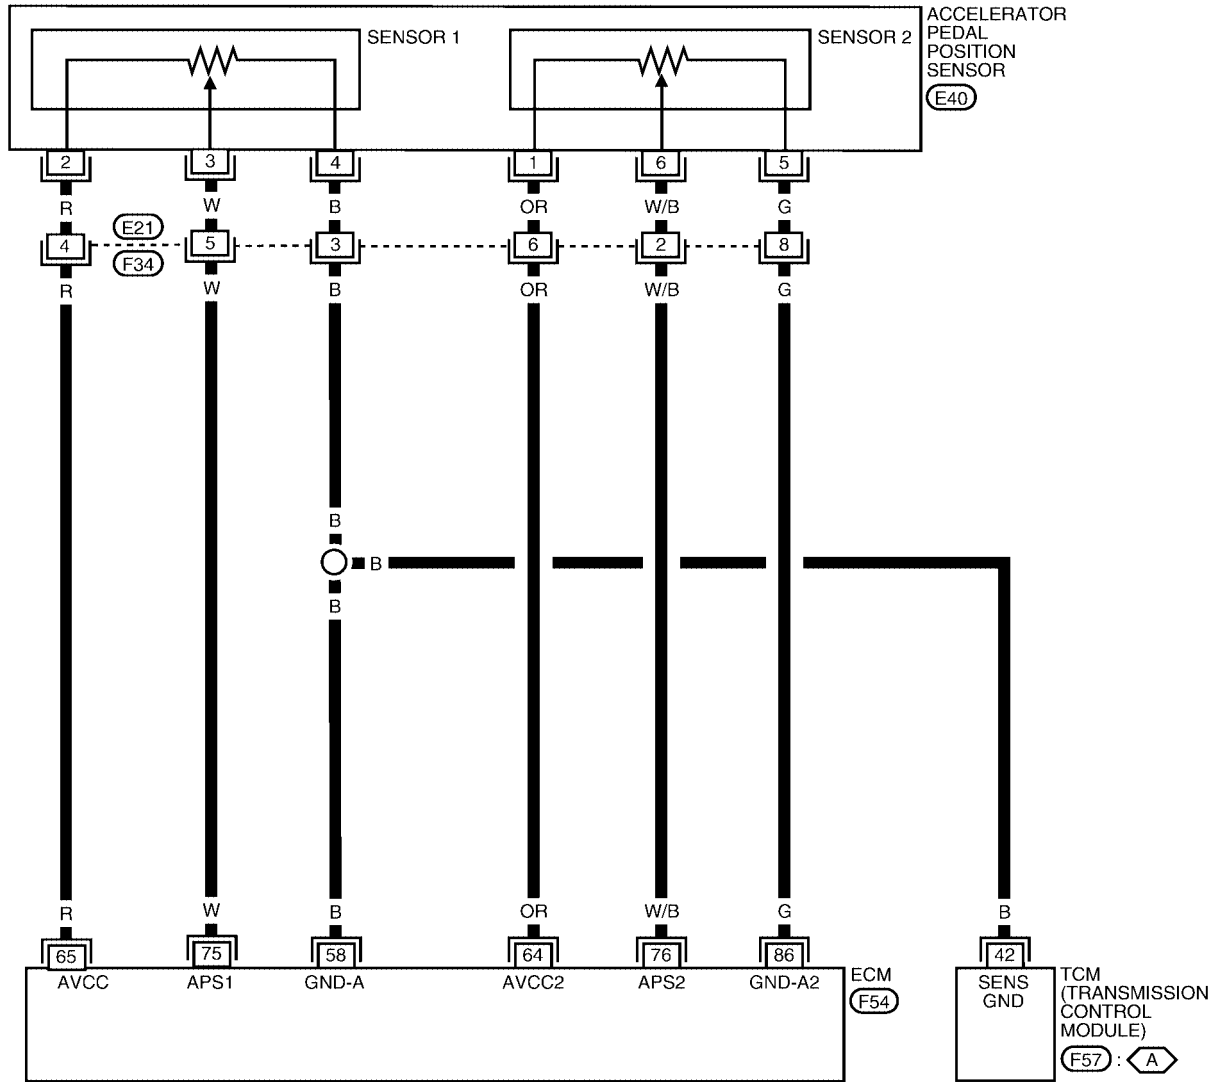 SENSOR 1
SENSOR 2
ACCELERATOR
PEDAL
POSITION
SENSOR
E40
2 3 4 1 6 5
R W B OR W/B G
E21
4 5 3 6 2 8
F34
R W B OR W/B G
B
B
B
R W B OR W/B G B
65 75 58 64 76 86 42
AVCC APS1 GND-A AVCC2 APS2 GND-A2
ECM
F54
SENS
GND
TCM
(TRANSMISSION
CONTROL
MODULE)
F57 : A